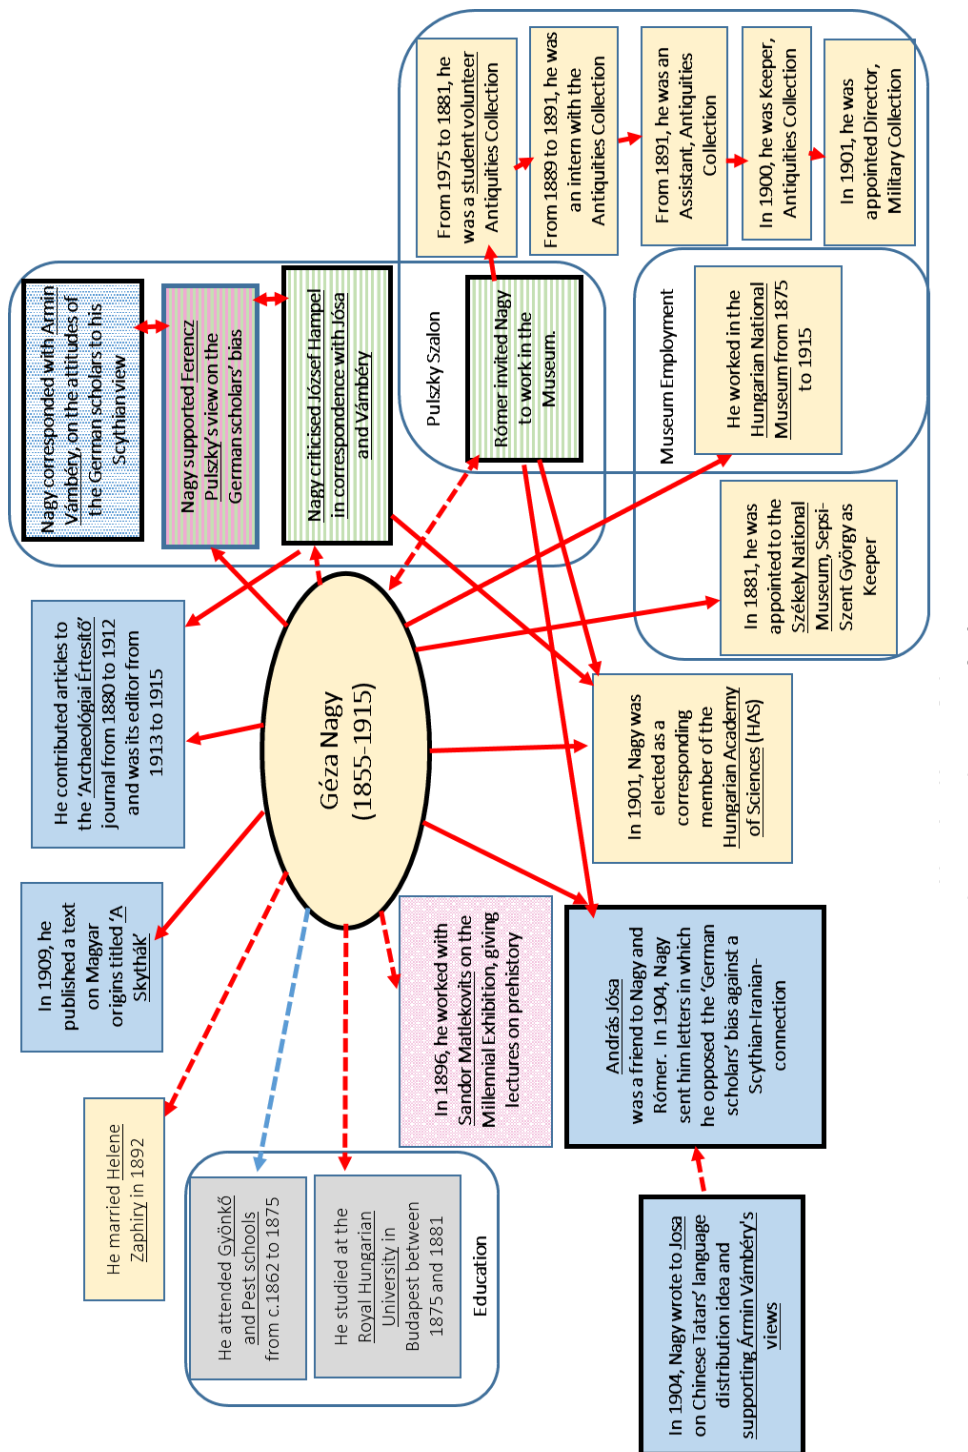 He married Helene
Zaphiry in 1892
In 1909, he
published a text
on Magyar
origins titled ‘A
Skythák’
He contributed articles to
the ‘Archaeológiai Értesítő’
journal from 1880 to 1912
and was its editor from
1913 to 1915
Nagy corresponded with Armin
Vámbéry, on the attitudes of
the German scholars to his
Scythian view
Nagy supported Ferencz
Pulszky’s view on the
German scholars’ bias
Nagy criticised József Hampel
in correspondence with Jósa
and Vámbéry
Pulszky Szalon
Rómer invited Nagy
to work in the
Museum.
From 1975 to 1881, he
was a student volunteer
Antiquities Collection
From 1889 to 1891, he was
an intern with the
Antiquities Collection
From 1891, he was an
Assistant, Antiquities
Collection
In 1900, he was Keeper,
Antiquities Collection
In 1901, he was
appointed Director,
Military Collection
He attended Gyönkő
and Pest schools
from c.1862 to 1875
He studied at the
Royal Hungarian
University in
Budapest between
1875 and 1881
Education
Géza Nagy
(1855-1915)
In 1896, he worked with
Sandor Matlekovits on the
Millennial Exhibition, giving
lectures on prehistory
Museum Employment
He worked in the
Hungarian National
Museum from 1875
to 1915
In 1881, he was
appointed to the
Székely National
Museum, Sepsi-
Szent György as
Keeper
In 1901, Nagy was
elected as a
corresponding
member of the
Hungarian Academy
of Sciences (HAS)
András Jósa
was a friend to Nagy and
Rómer. In 1904, Nagy
sent him letters in which
he opposed the ‘German
scholars’ bias against a
Scythian-Iranian-
connection
In 1904, Nagy wrote to Josa
on Chinese Tatars’ language
distribution idea and
supporting Ármin Vámbéry's
views